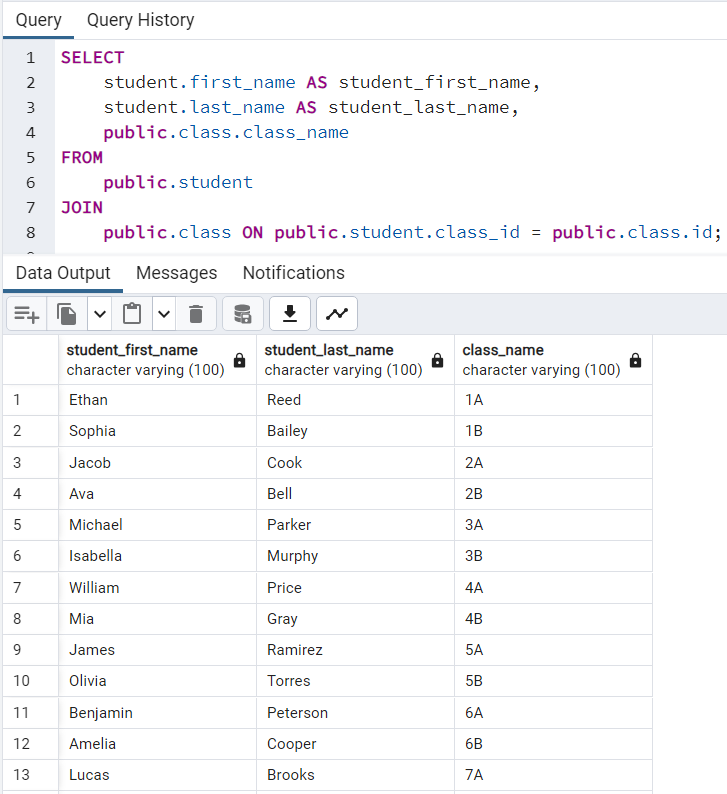 Query Query History
1 SELECT
2 student.first_name AS student_first_name,
3 student.last_name AS student_last_name,
4 public.class.class_name
5 FROM
6 public.student
7 JOIN
8 public.class ON public.student.class_id = public.class.id;
Data Output Messages Notifications
student_first_name student_last_name class_name
character varying (100) character varying (100) character varying (100)
1 Ethan Reed 1A
2 Sophia Bailey 1B
3 Jacob Cook 2A
4 Ava Bell 2B
5 Michael Parker 3A
6 Isabella Murphy 3B
7 William Price 4A
8 Mia Gray 4B
9 James Ramirez 5A
10 Olivia Torres 5B
11 Benjamin Peterson 6A
12 Amelia Cooper 6B
13 Lucas Brooks 7A